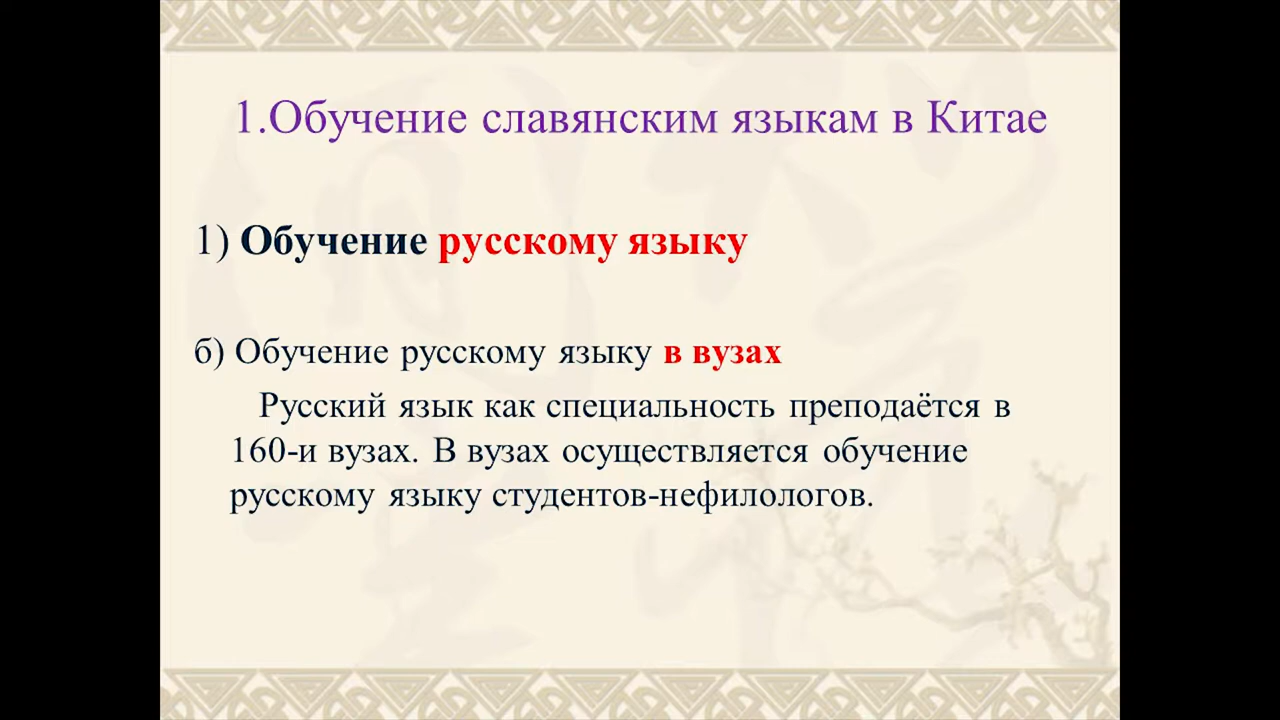 1.Обучение славянским языкам в Китае
1) Обучение русскому языку
б) Обучение русскому языку в вузах
Русский язык как специальность преподаётся в
160-и вузах. В вузах осуществляется обучение
русскому языку студентов-нефилологов.